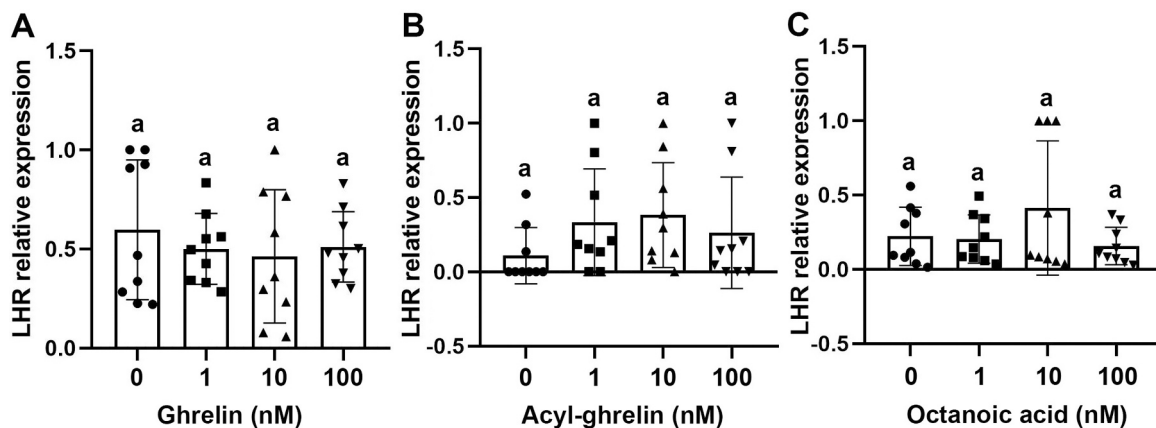 A
LHR relative expression
1.5
1.0
0.5
0.0
a
a
a
a
0
1
10
100
Ghrelin (nM)
B
LHR relative expression
1.5
1.0
0.5
0.0
-0.5
a
a
a
a
0
1
10
100
Acyl-ghrelin (nM)
C
LHR relative expression
1.5
1.0
0.5
0.0
-0.5
a
a
a
a
0
1
10
100
Octanoic acid (nM)